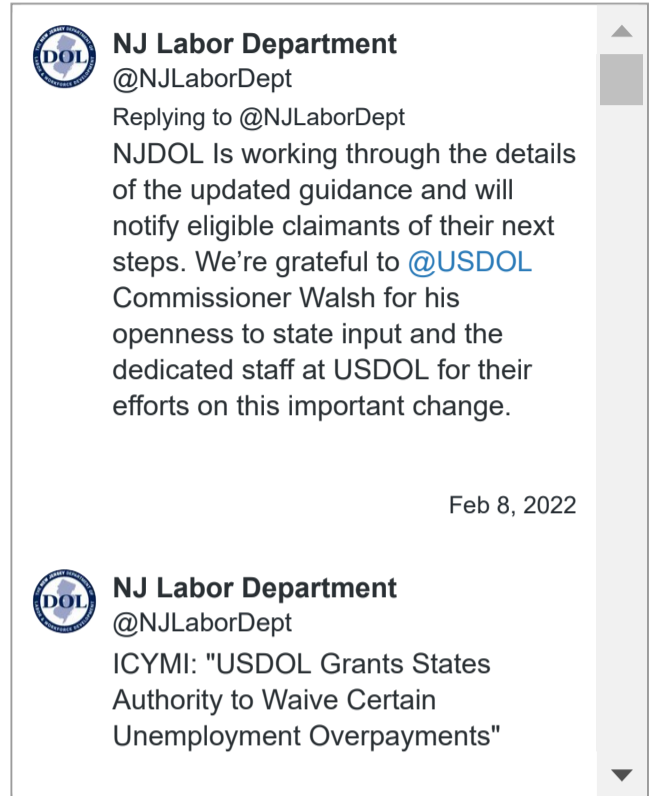 NJ Labor Department
@NJLaborDept
Replying to @NJLaborDept
NJDOL Is working through the details
of the updated guidance and will
notify eligible claimants of their next
steps. We’re grateful to @USDOL
Commissioner Walsh for his
openness to state input and the
dedicated staff at USDOL for their
efforts on this important change.
Feb 8, 2022
DOL
NJ Labor Department
@NJLaborDept
ICYMI: "USDOL Grants States
Authority to Waive Certain
Unemployment Overpayments"
DOL